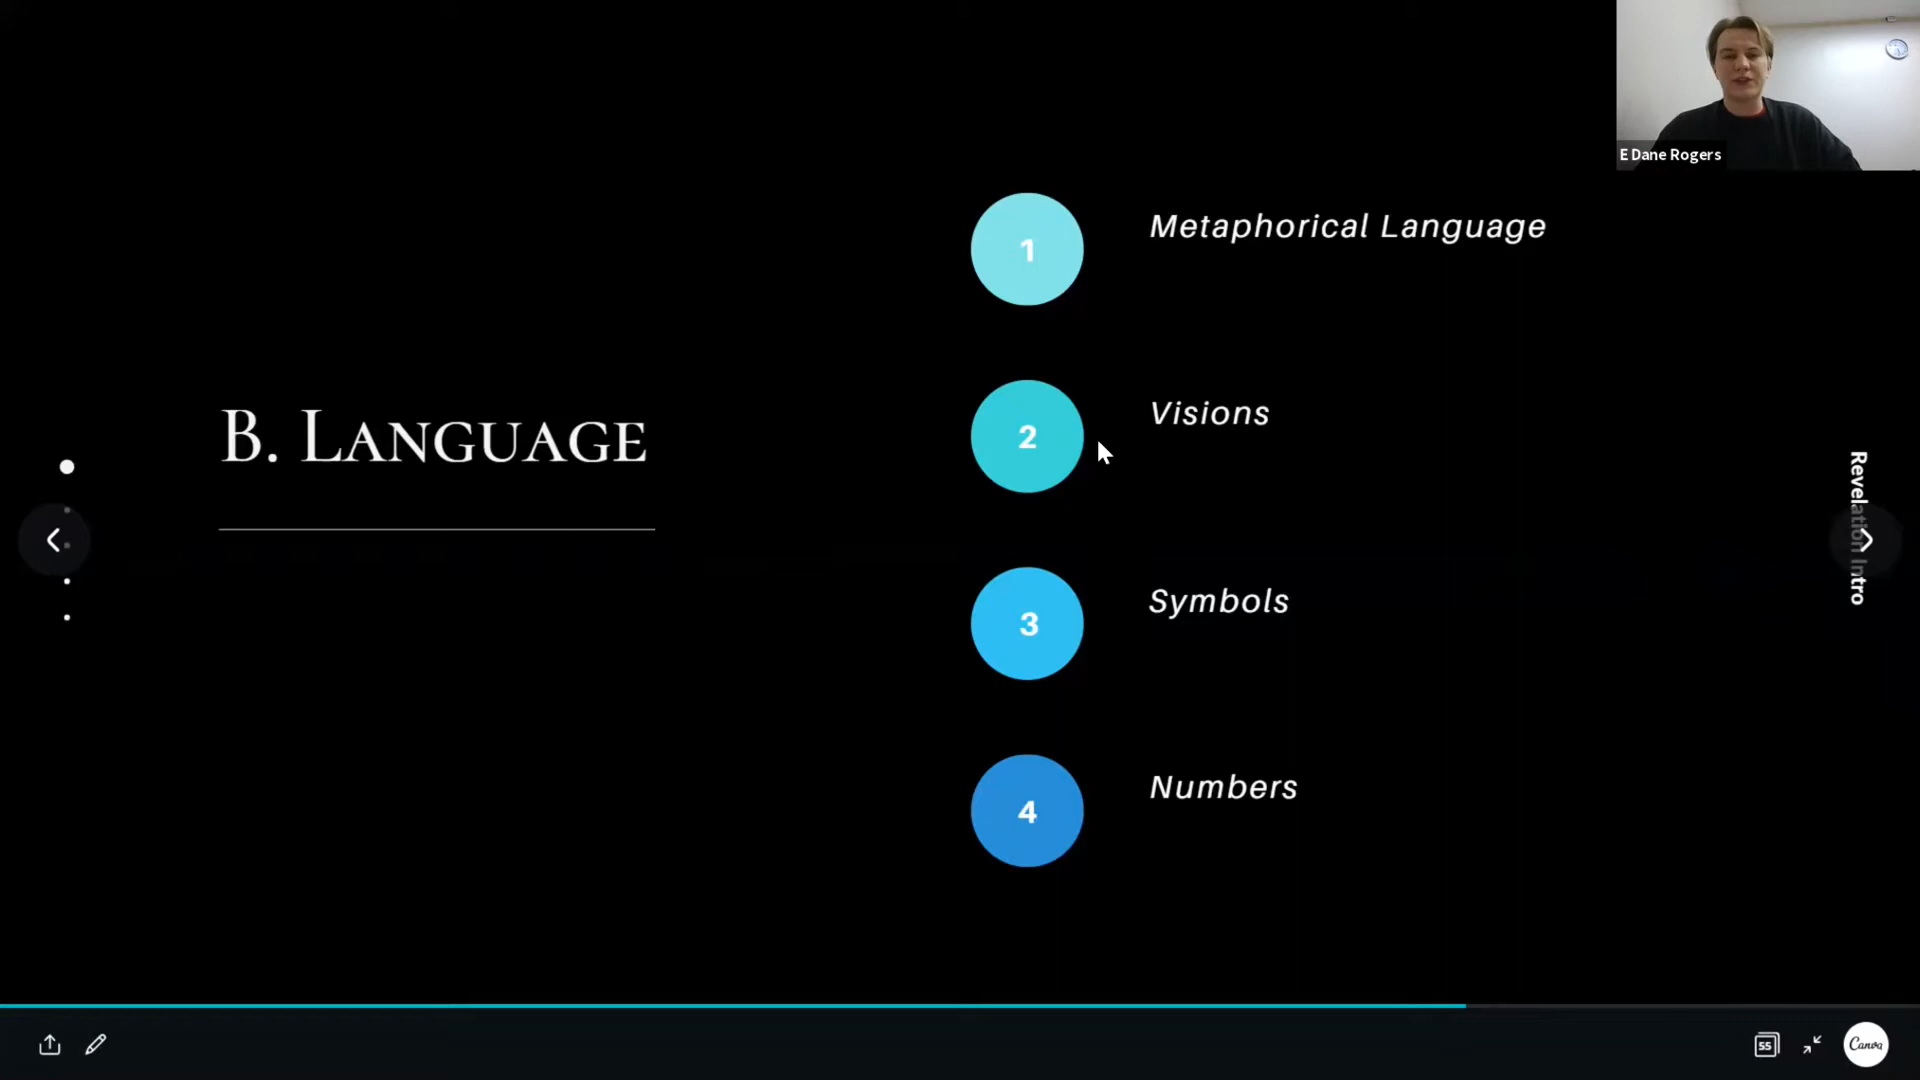 E Dane Rogers
B. Language
1
Metaphorical Language
2
Visions
3
Symbols
4
Numbers
Revelation Intro
55
Canva